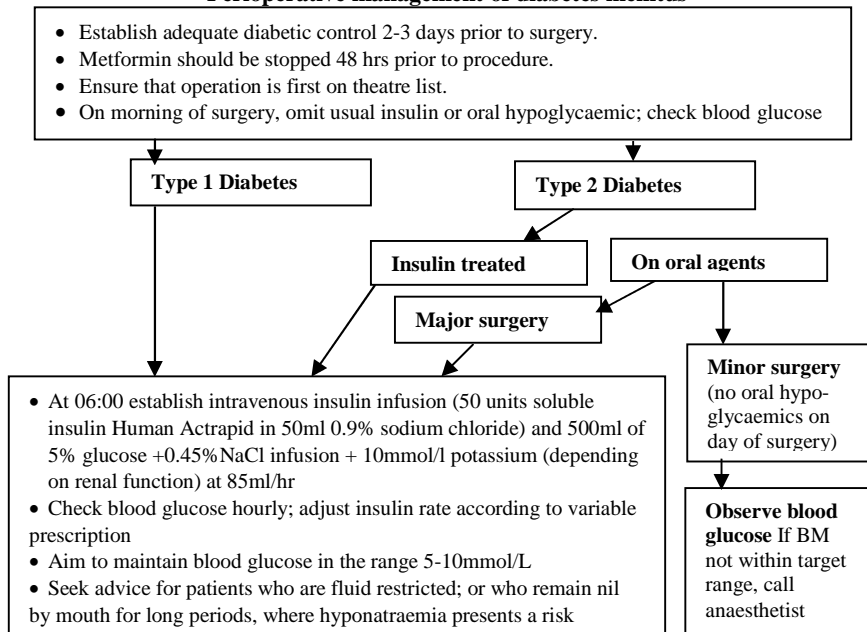 Perioperative management of diabetes mellitus
• Establish adequate diabetic control 2-3 days prior to surgery.
• Metformin should be stopped 48 hrs prior to procedure.
• Ensure that operation is first on theatre list.
• On morning of surgery, omit usual insulin or oral hypoglycaemic; check blood glucose
Type 1 Diabetes
Type 2 Diabetes
Insulin treated
On oral agents
Major surgery
Minor surgery
(no oral hypo-
glycaemics on
day of surgery)
• At 06:00 establish intravenous insulin infusion (50 units soluble
insulin Human Actrapid in 50ml 0.9% sodium chloride) and 500ml of
5% glucose +0.45%NaCl infusion + 10mmol/l potassium (depending
on renal function) at 85ml/hr
• Check blood glucose hourly; adjust insulin rate according to variable
prescription
• Aim to maintain blood glucose in the range 5-10mmol/L
• Seek advice for patients who are fluid restricted; or who remain nil
by mouth for long periods, where hyponatraemia presents a risk
Observe blood
glucose If BM
not within target
range, call
anaesthetist